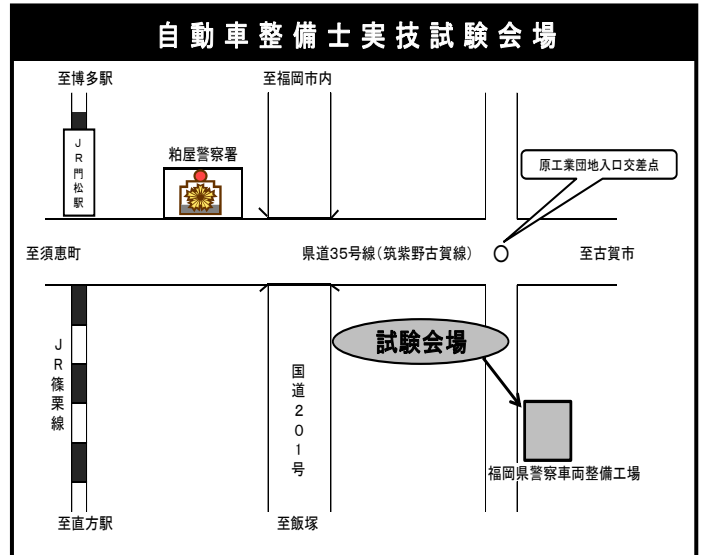 自動車整備士実技試験会場
至博多駅
至福岡市内
JR門松駅
粕屋警察署
原工業団地入口交差点
至須恵町
県道35号線(筑紫野古賀線)
至古賀市
試験会場
JR篠栗線
国道201号
福岡県警察車両整備工場
至直方駅
至飯塚